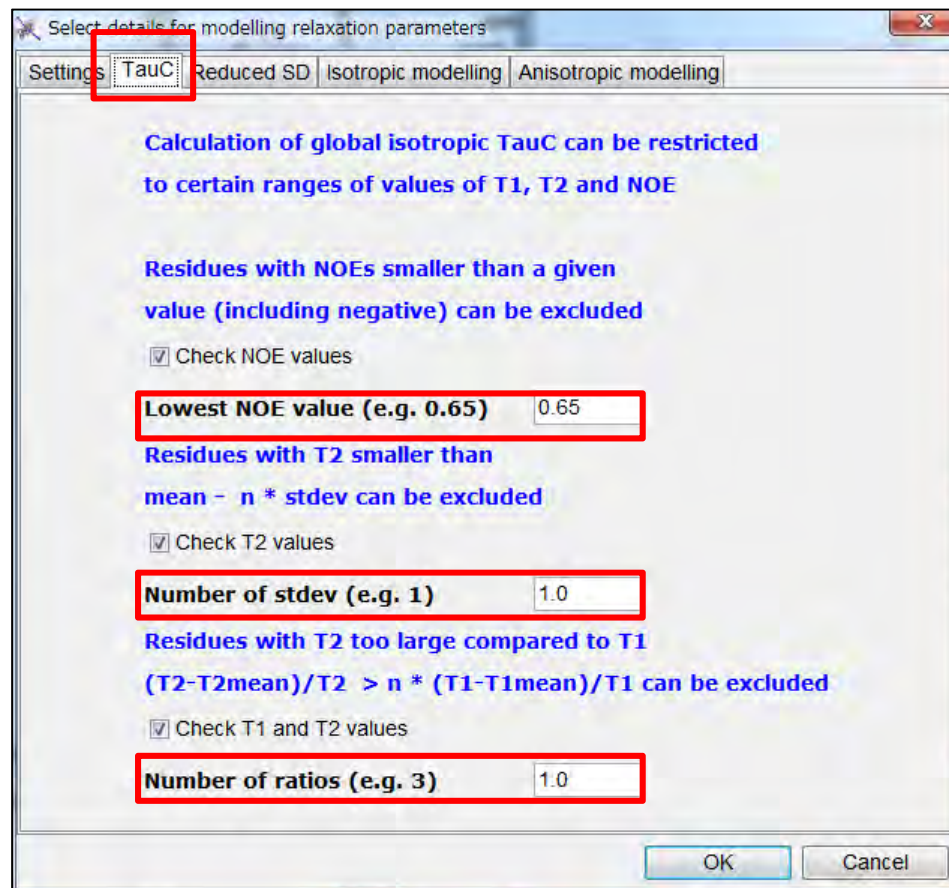 Select details for modelling relaxation parameters
Settings TauC Reduced SD Isotropic modelling Anisotropic modelling
Calculation of global isotropic TauC can be restricted
to certain ranges of values of T1, T2 and NOE
Residues with NOEs smaller than a given
value (including negative) can be excluded
Check NOE values
Lowest NOE value (e.g. 0.65) 0.65
Residues with T2 smaller than
mean - n * stdev can be excluded
Check T2 values
Number of stdev (e.g. 1) 1.0
Residues with T2 too large compared to T1
(T2-T2mean)/T2 > n * (T1-T1mean)/T1 can be excluded
Check T1 and T2 values
Number of ratios (e.g. 3) 1.0
OK Cancel